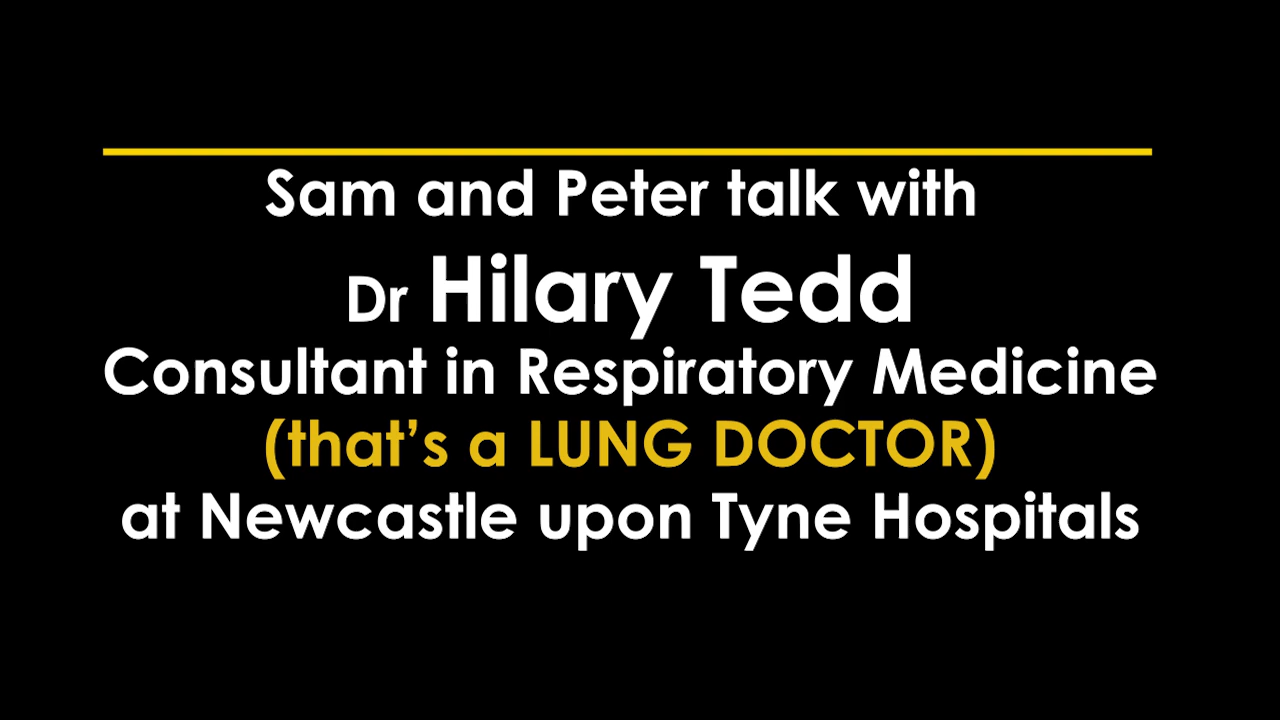 Sam and Peter talk with
Dr Hilary Tedd
Consultant in Respiratory Medicine
(that’s a LUNG DOCTOR)
at Newcastle upon Tyne Hospitals